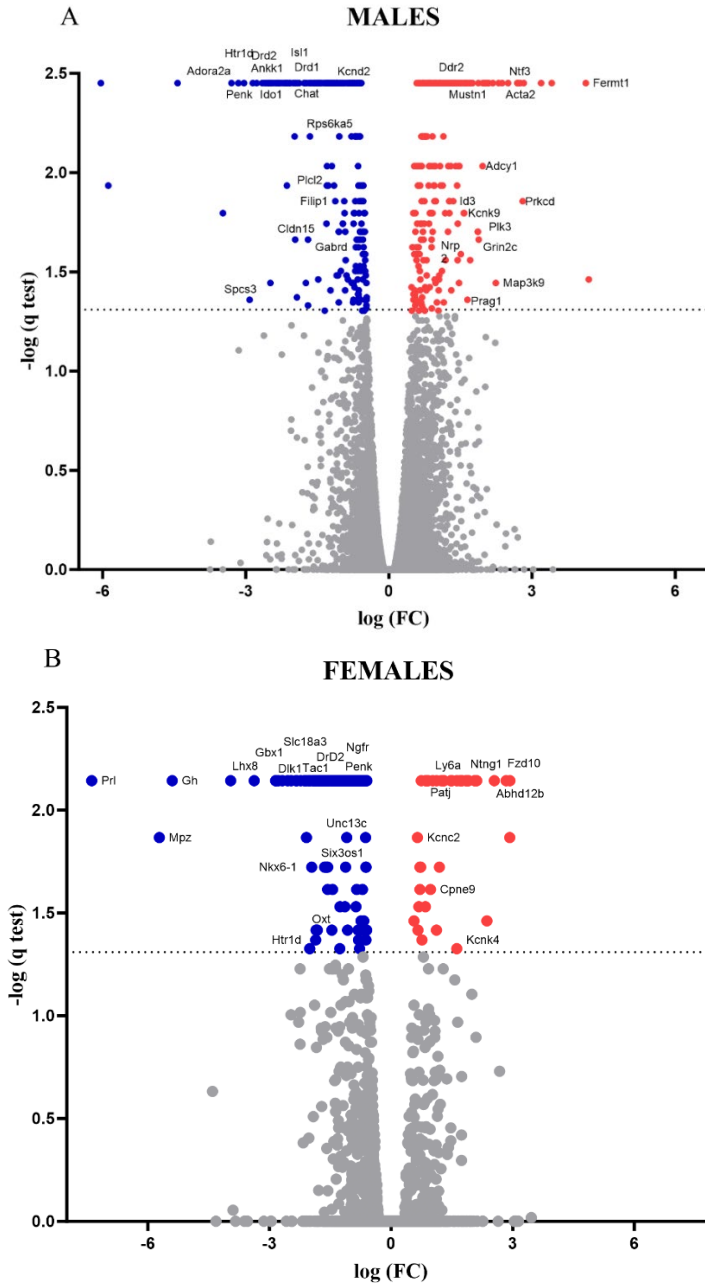 A
MALES
Htr1d
Drd2
Isl1
Adora2a
Ankk1
Drd1
Kcnd2
Ddr2
Ntf3
Fermt1
Penk
Ido1
Chat
Mustn1
Acta2
Rps6ka5
Adcy1
Plcl2
Filip1
Id3
Prkcd
Kcnk9
Cldn15
Plk3
Gabrd
Nrp
2
Grin2c
Spcs3
Map3k9
Prag1
2.5
2.0
1.5
1.0
0.5
0.0
-log (q test)
-6
-3
0
3
6
log (FC)
B
FEMALES
Slc18a3
Gbx1
DrD2
Ngfr
Lhx8
Dlk1
Tac1
Penk
Ly6a
Ntng1
Fzd10
Prl
Gh
Patj
Abhd12b
Mpz
Unc13c
Kcnc2
Six3os1
Nkx6-1
Cpne9
Oxt
Htr1d
Kcnk4
2.5
2.0
1.5
1.0
0.5
0.0
-log (q test)
-6
-3
0
3
6
log (FC)